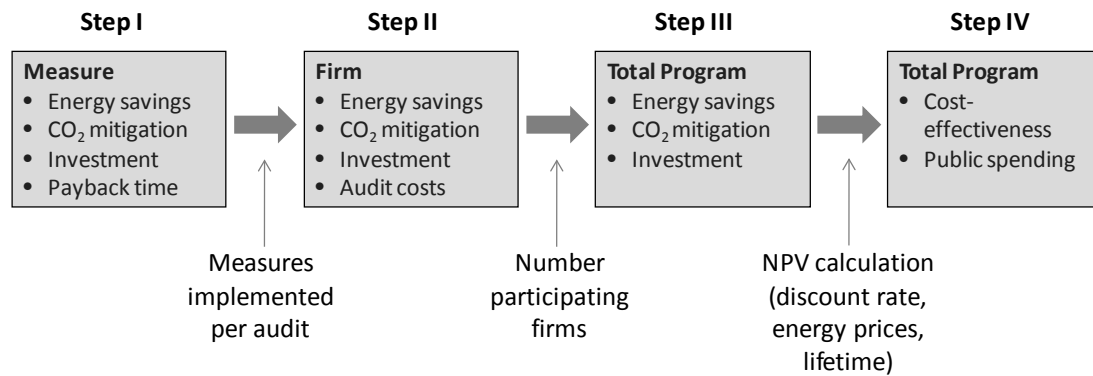 Step I
Measure
• Energy savings
• CO₂ mitigation
• Investment
• Payback time
Step II
Firm
• Energy savings
• CO₂ mitigation
• Investment
• Audit costs
Step III
Total Program
• Energy savings
• CO₂ mitigation
• Investment
Step IV
Total Program
• Cost-
effectiveness
• Public spending
Measures
implemented
per audit
Number
participating
firms
NPV calculation
(discount rate,
energy prices,
lifetime)